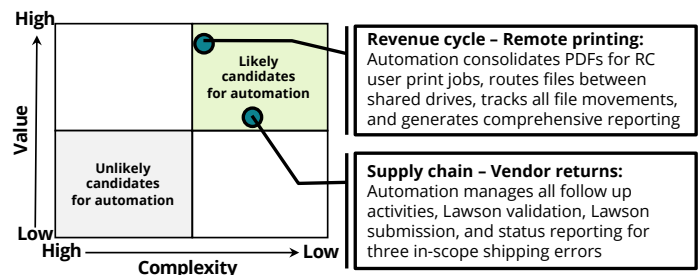 High
Value
Low
Likely
candidates
for automation
Unlikely
candidates
for automation
High
Low
Complexity
Revenue cycle – Remote printing:
Automation consolidates PDFs for RC
user print jobs, routes files between
shared drives, tracks all file movements,
and generates comprehensive reporting
Supply chain – Vendor returns:
Automation manages all follow up
activities, Lawson validation, Lawson
submission, and status reporting for
three in-scope shipping errors